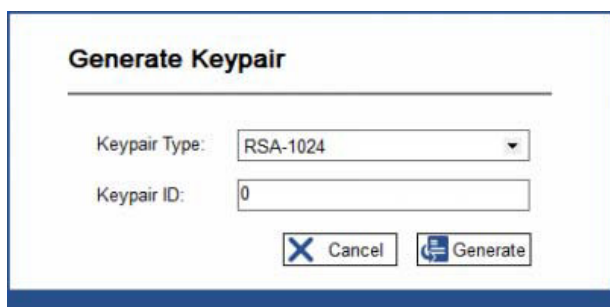 Generate Keypair
Keypair Type: RSA-1024
Keypair ID: 0
Cancel Generate